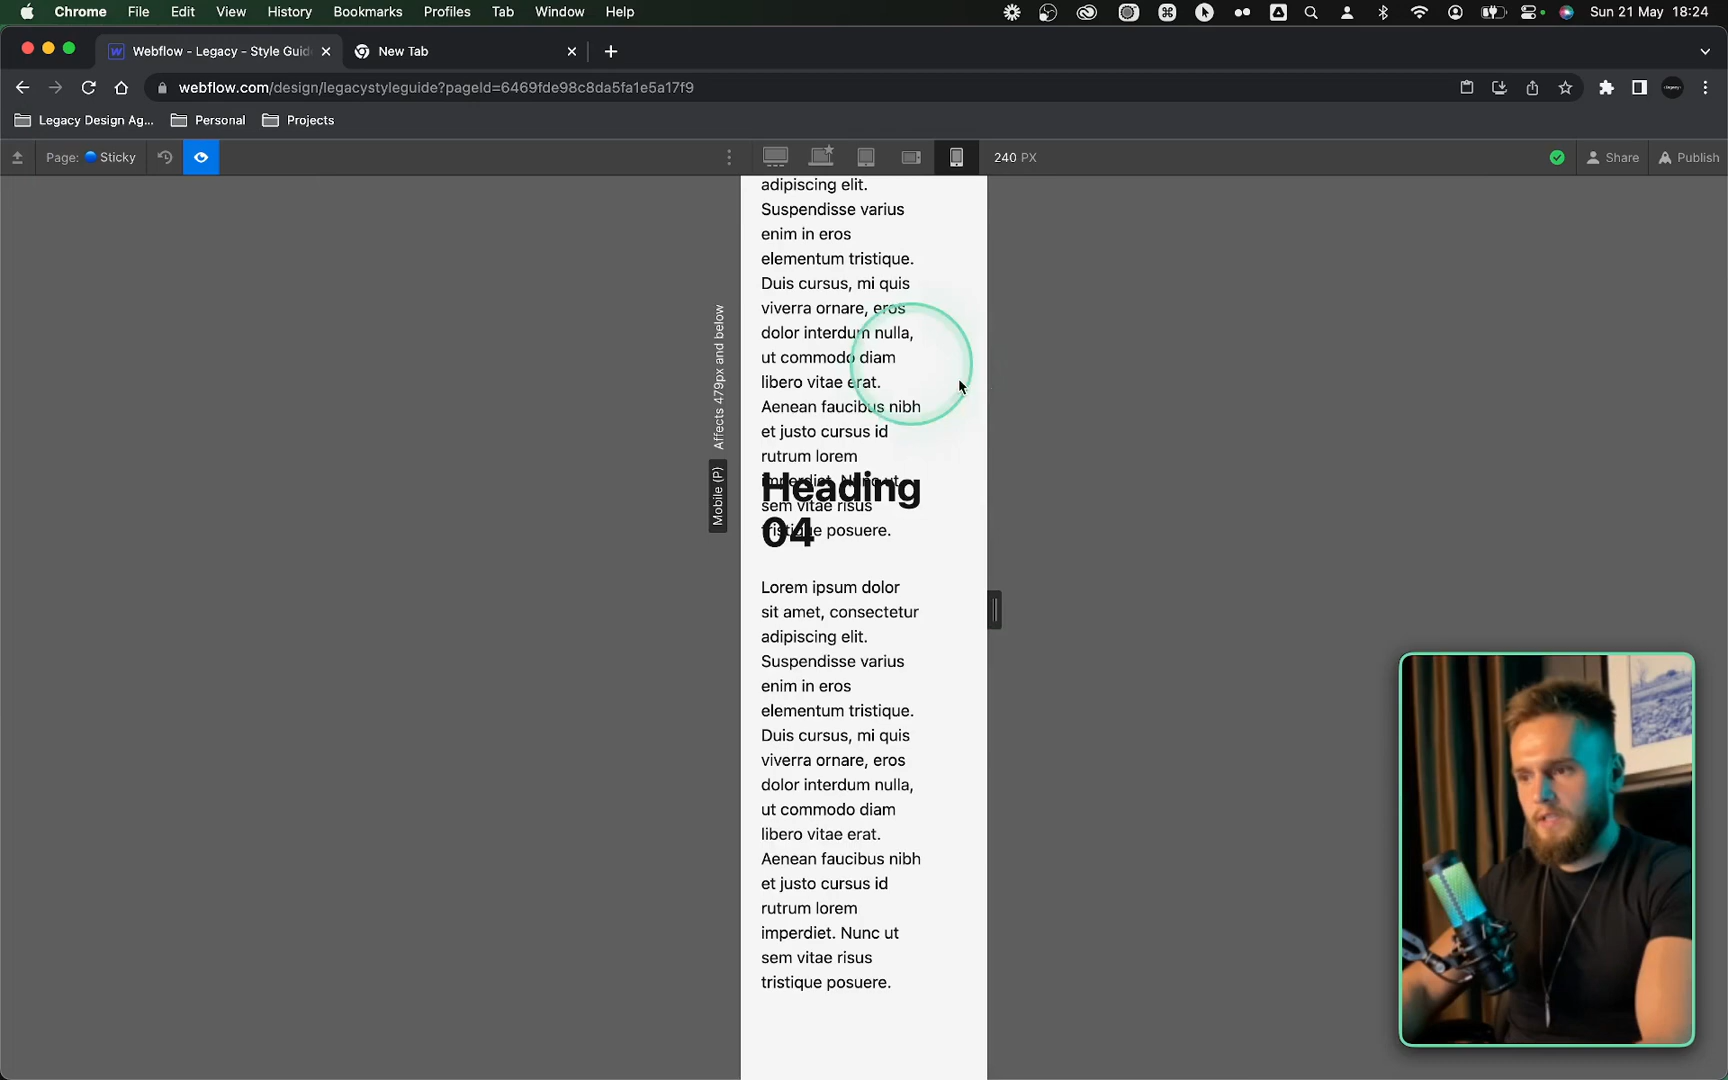 Chrome File Edit View History Bookmarks Profiles Tab Window Help Sun 21 May 18:24
Webflow - Legacy - Style Guid New Tab
webflow.com/design/legacystyleguide?pageId=6469fde98c8da5fa1e5a17f9
Legacy Design Ag... Personal Projects
Page: Sticky 240 PX Share Publish
adipiscing elit.
Suspendisse varius
enim in eros
elementum tristique.
Duis cursus, mi quis
viverra ornare, eros
dolor interdum nulla,
ut commodo diam
libero vitae erat.
Aenean faucibus nibh
et justo cursus id
rutrum lorem
imperdiet. Nunc ut
sem vitae risus
tristique posuere.
Heading
04
Lorem ipsum dolor
sit amet, consectetur
adipiscing elit.
Suspendisse varius
enim in eros
elementum tristique.
Duis cursus, mi quis
viverra ornare, eros
dolor interdum nulla,
ut commodo diam
libero vitae erat.
Aenean faucibus nibh
et justo cursus id
rutrum lorem
imperdiet. Nunc ut
sem vitae risus
tristique posuere.
Mobile (P) Affects 479px and below